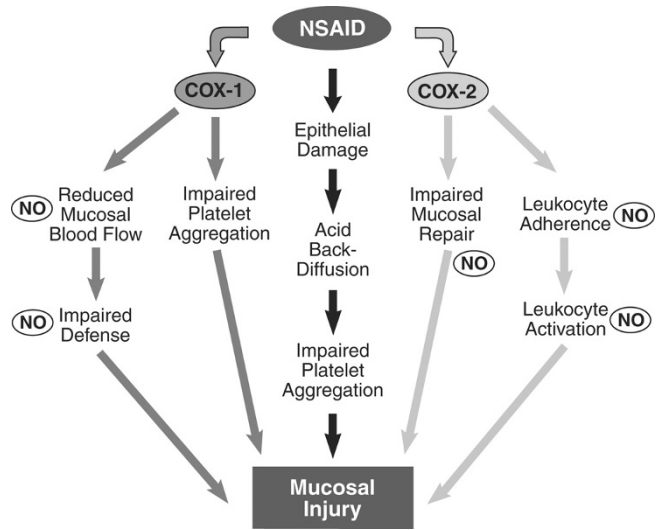 NSAID
COX-1
COX-2
Epithelial
Damage
NO
Reduced
Mucosal
Blood Flow
Impaired
Platelet
Aggregation
Acid
Back-
Diffusion
Impaired
Mucosal
Repair
NO
Leukocyte
Adherence
NO
NO
Impaired
Defense
Impaired
Platelet
Aggregation
Leukocyte
Activation
NO
Mucosal
Injury